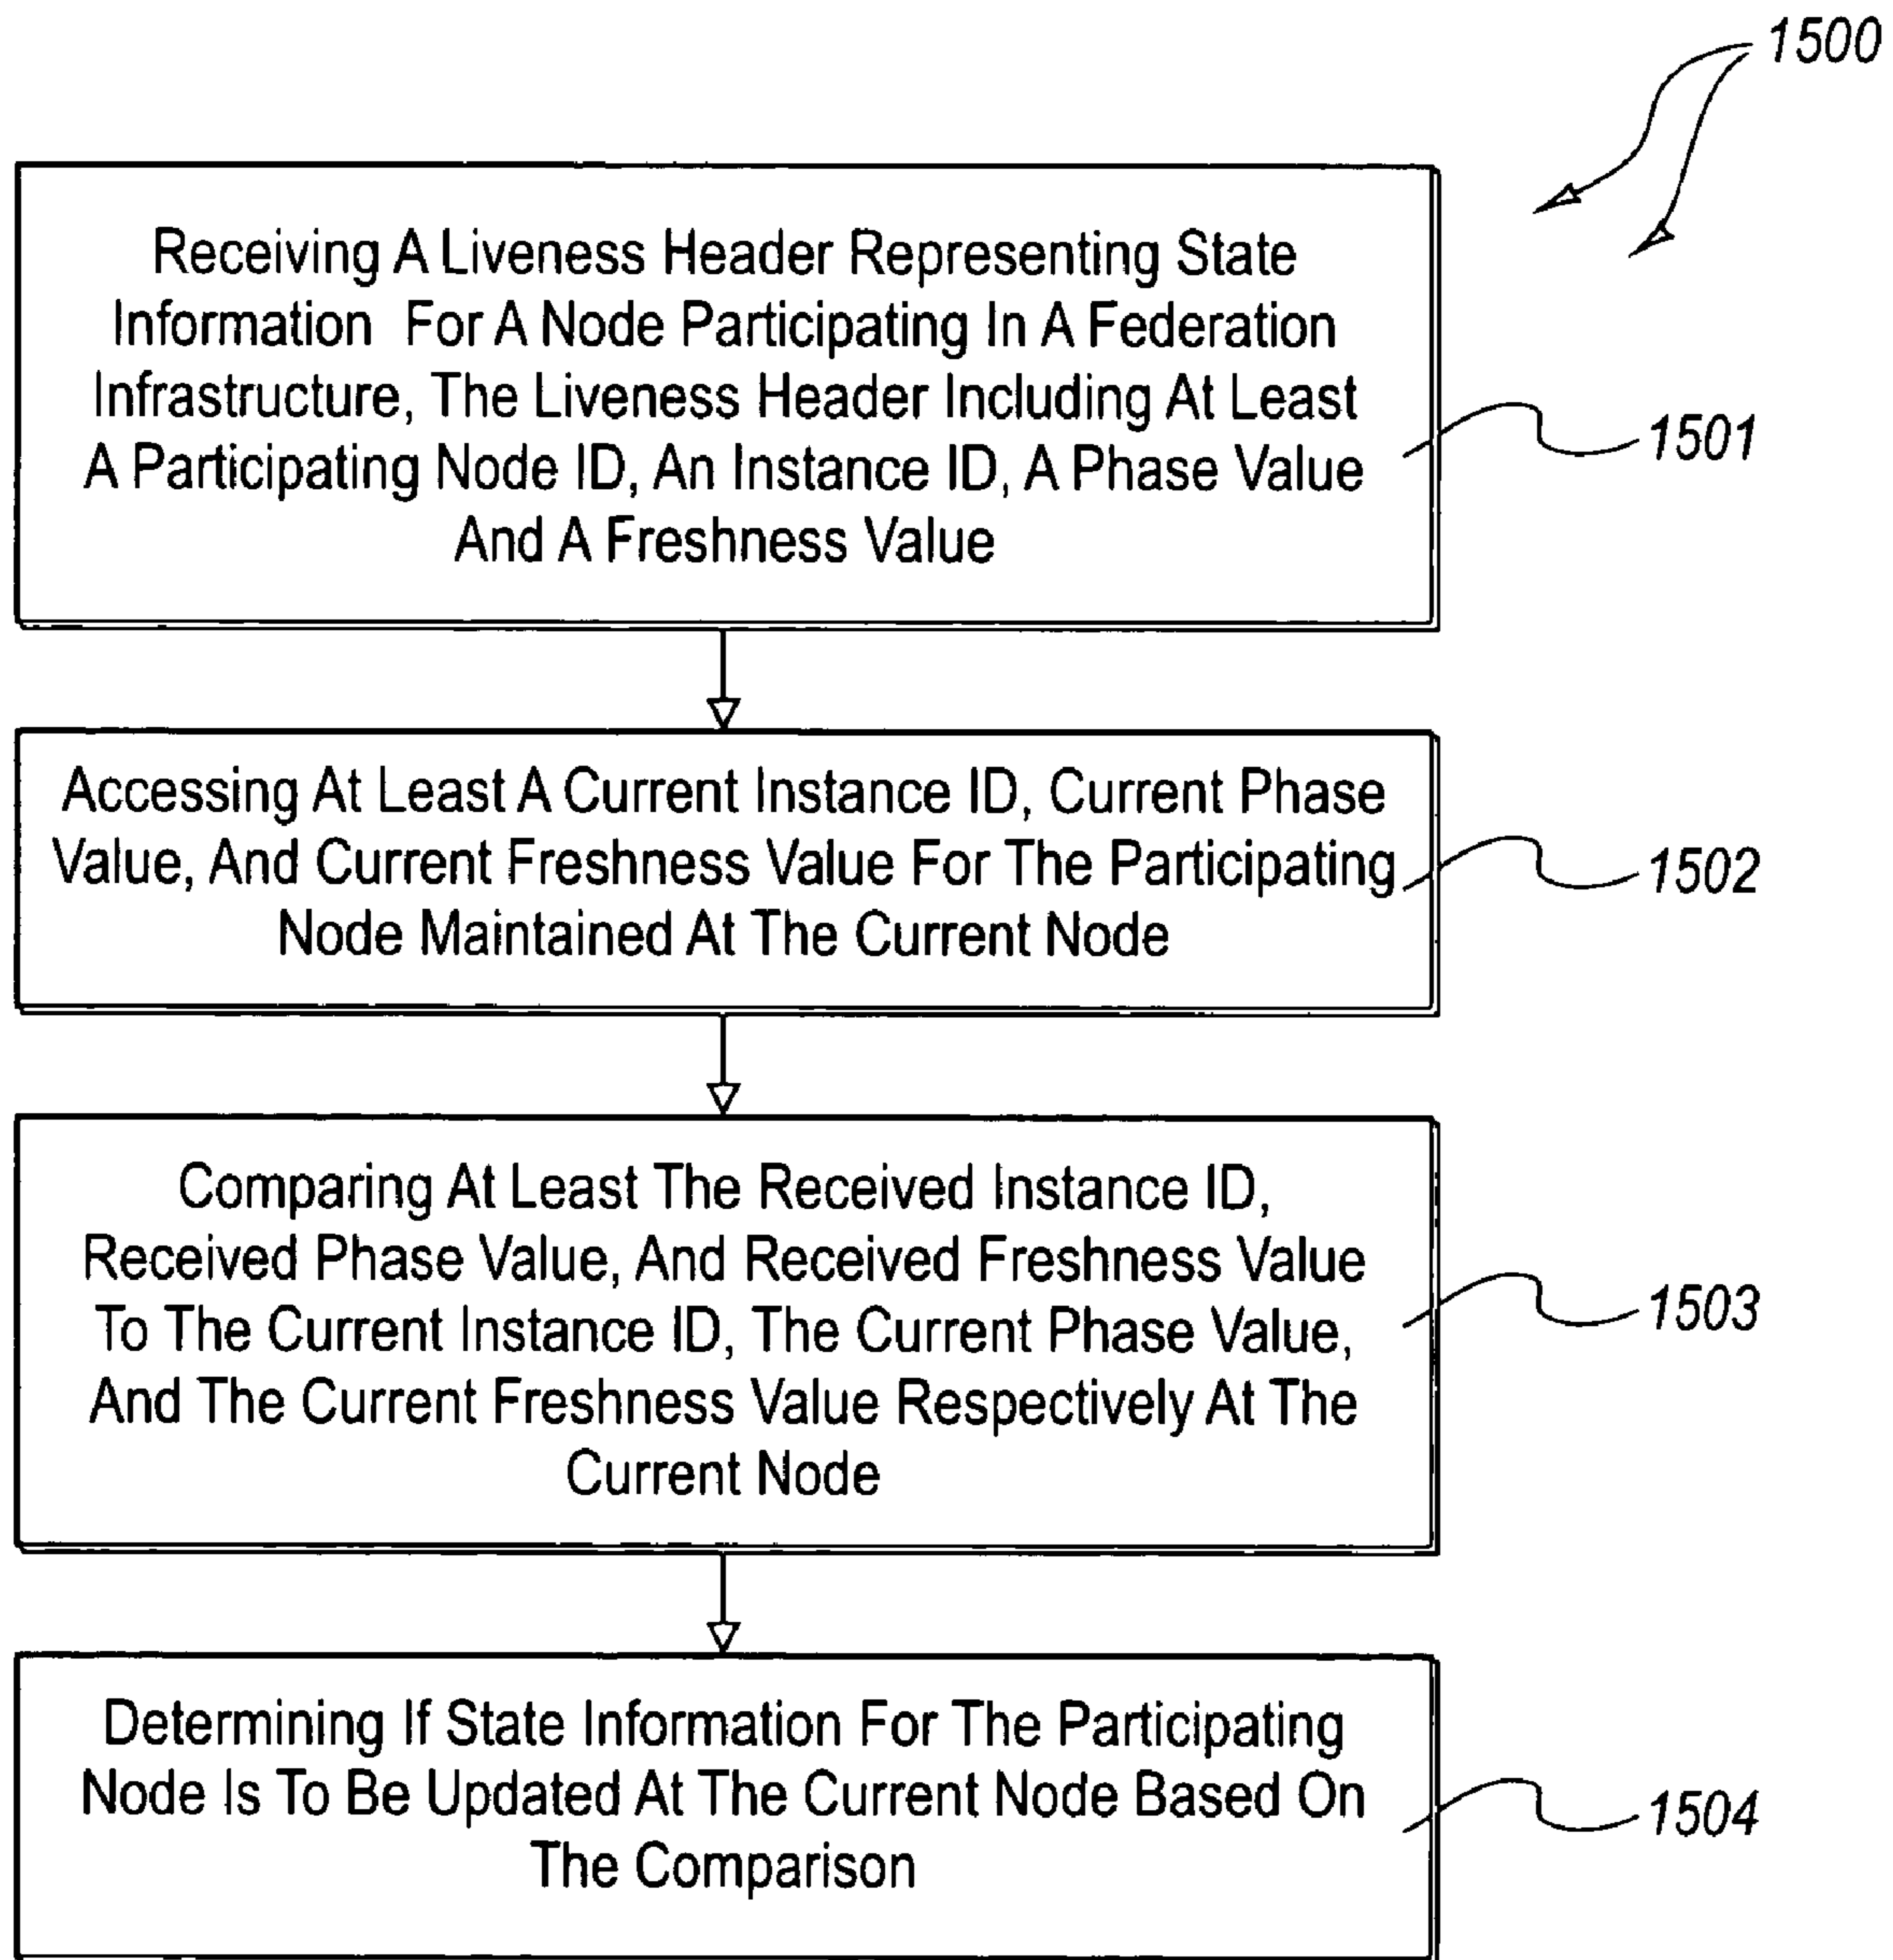 1500
Receiving A Liveness Header Representing State
Information For A Node Participating In A Federation
Infrastructure, The Liveness Header Including At Least
A Participating Node ID, An Instance ID, A Phase Value
And A Freshness Value
1501
Accessing At Least A Current Instance ID, Current Phase
Value, And Current Freshness Value For The Participating
Node Maintained At The Current Node
1502
Comparing At Least The Received Instance ID,
Received Phase Value, And Received Freshness Value
To The Current Instance ID, The Current Phase Value,
And The Current Freshness Value Respectively At The
Current Node
1503
Determining If State Information For The Participating
Node Is To Be Updated At The Current Node Based On
The Comparison
1504